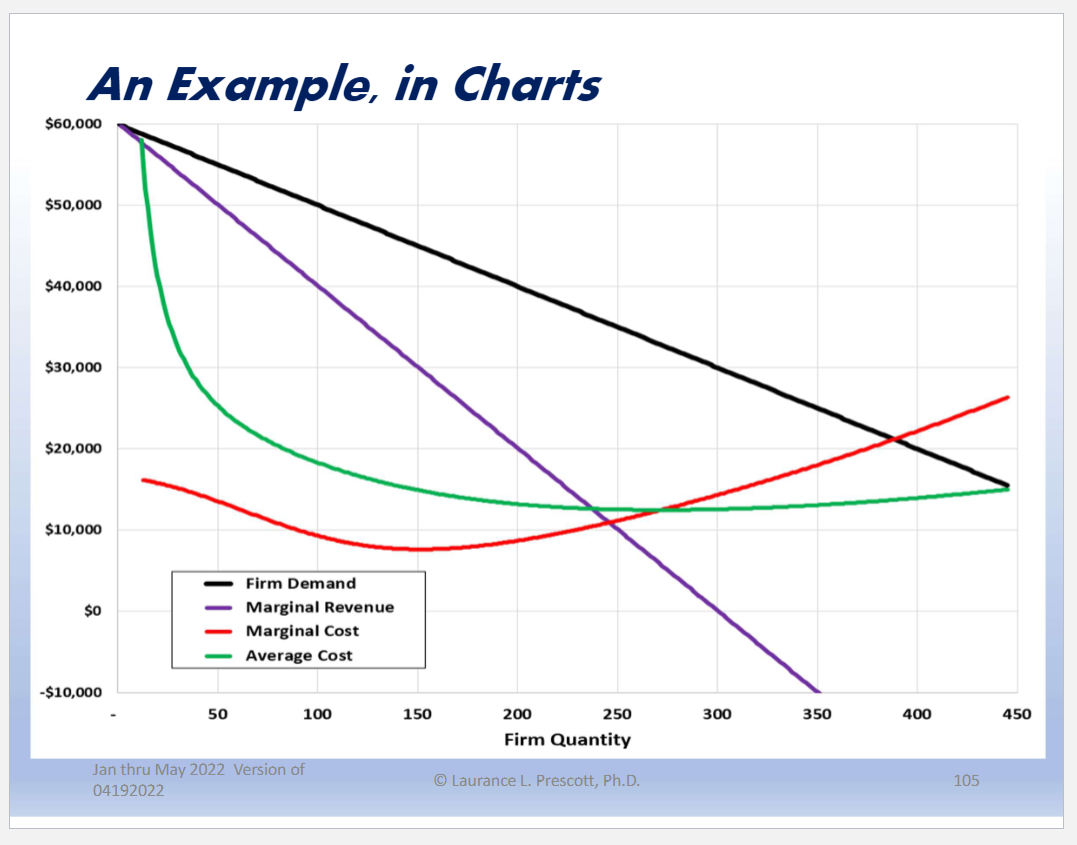 An Example, in Charts
$60,000
$50,000
$40,000
$30,000
$20,000
$10,000
$0
-$10,000
Firm Demand
Marginal Revenue
Marginal Cost
Average Cost
- 50 100 150 200 250 300 350 400 450
Firm Quantity
Jan thru May 2022 Version of
04192022
© Laurance L. Prescott, Ph.D.
105